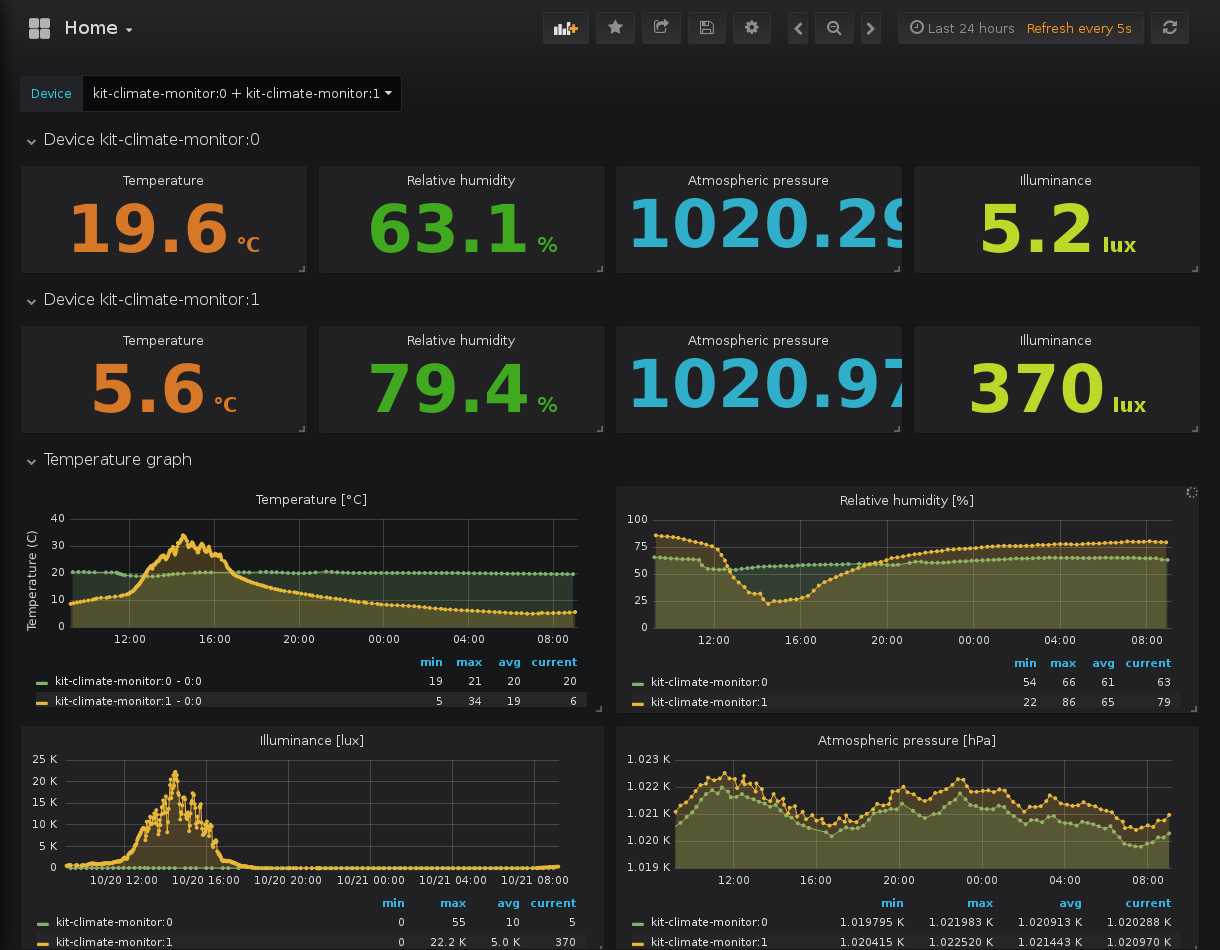 Home
Last 24 hours Refresh every 5s
Device kit-climate-monitor:0 + kit-climate-monitor:1
Device kit-climate-monitor:0
Temperature Relative humidity Atmospheric pressure Illuminance
19.6 °C 63.1 % 1020.29 5.2 lux
Device kit-climate-monitor:1
Temperature Relative humidity Atmospheric pressure Illuminance
5.6 °C 79.4 % 1020.97 370 lux
Temperature graph
Temperature [°C]
Temperature (C)
40
30
20
10
0
12:00 16:00 20:00 00:00 04:00 08:00
min max avg current
kit-climate-monitor:0 - 0:0 19 21 20 20
kit-climate-monitor:1 - 0:0 5 34 19 6
Relative humidity [%]
100
75
50
25
0
12:00 16:00 20:00 00:00 04:00 08:00
min max avg current
kit-climate-monitor:0 54 66 61 63
kit-climate-monitor:1 22 86 65 79
Illuminance [lux]
25 K
20 K
15 K
10 K
5 K
0
10/20 12:00 10/20 16:00 10/20 20:00 10/21 00:00 10/21 04:00 10/21 08:00
min max avg current
kit-climate-monitor:0 0 55 10 5
kit-climate-monitor:1 0 22.2 K 5.0 K 370
Atmospheric pressure [hPa]
1.023 K
1.022 K
1.021 K
1.020 K
1.019 K
12:00 16:00 20:00 00:00 04:00 08:00
min max avg current
kit-climate-monitor:0 1.019795 K 1.021983 K 1.020913 K 1.020288 K
kit-climate-monitor:1 1.020415 K 1.022520 K 1.021443 K 1.020970 K